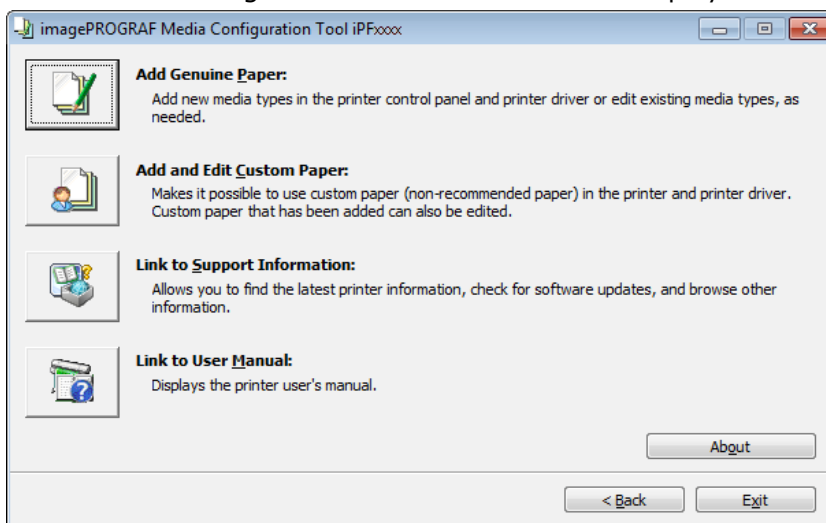 imagePROGRAF Media Configuration Tool iPFxxxx
Add Genuine Paper:
Add new media types in the printer control panel and printer driver or edit existing media types, as
needed.
Add and Edit Custom Paper:
Makes it possible to use custom paper (non-recommended paper) in the printer and printer driver.
Custom paper that has been added can also be edited.
Link to Support Information:
Allows you to find the latest printer information, check for software updates, and browse other
information.
Link to User Manual:
Displays the printer user's manual.
About
< Back
Exit